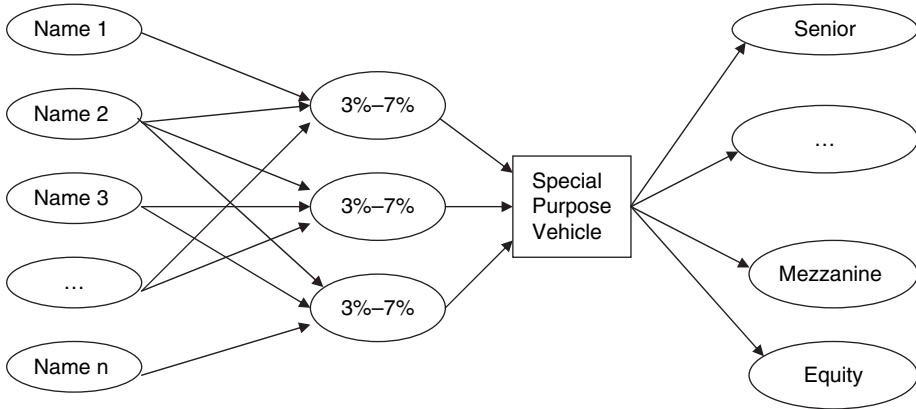 Name 1
Name 2
Name 3
…
Name n
3%–7%
3%–7%
3%–7%
Special
Purpose
Vehicle
Senior
…
Mezzanine
Equity